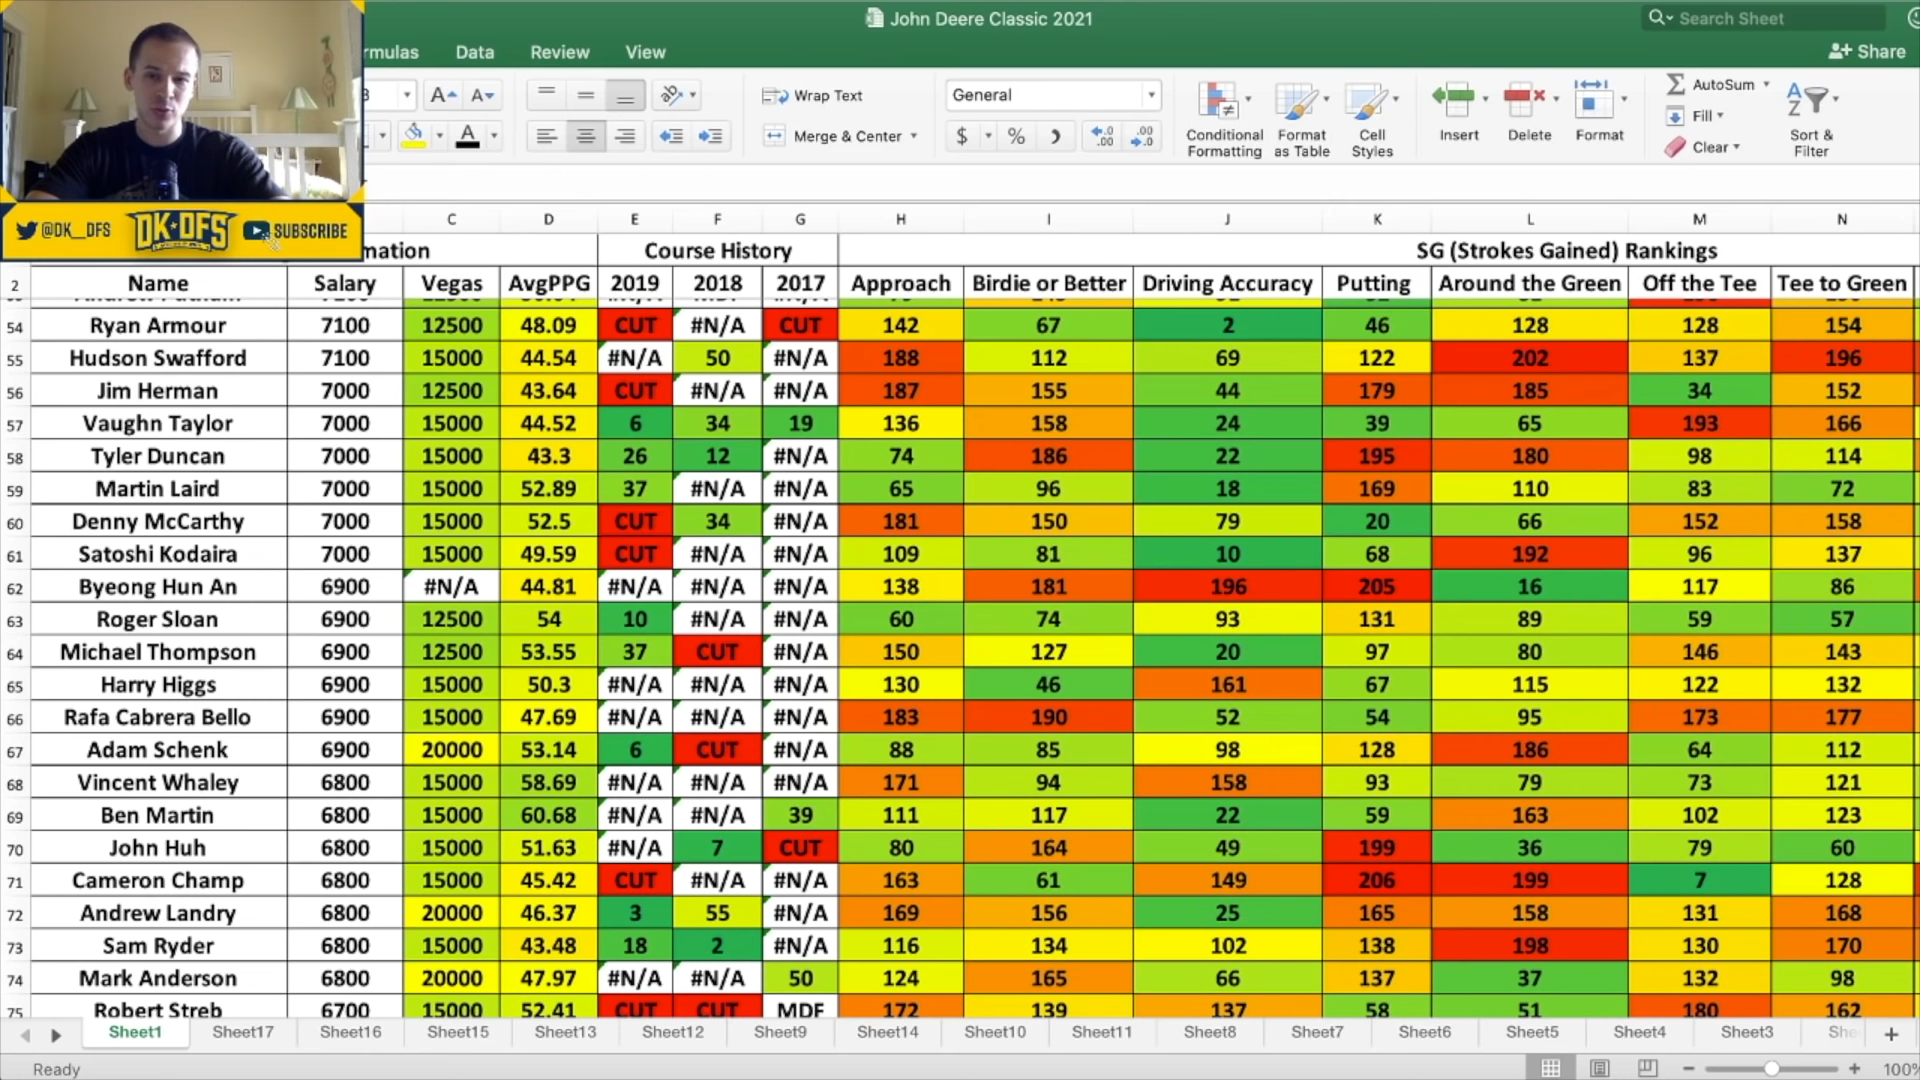 John Deere Classic 2021
Search Sheet
rmulas Data Review View
Share
A A Wrap Text General AutoSum
Fill
A Merge & Center $ % .00 .00 Conditional Formatting Format as Table Cell Styles Insert Delete Format Clear Sort & Filter
@DK__DFS DK DFS SUBSCRIBE
C D E F G H I J K L M N
mation Course History SG (Strokes Gained) Rankings
2 Name Salary Vegas AvgPPG 2019 2018 2017 Approach Birdie or Better Driving Accuracy Putting Around the Green Off the Tee Tee to Green
54 Ryan Armour 7100 12500 48.09 CUT #N/A CUT 142 67 2 46 128 128 154
55 Hudson Swafford 7100 15000 44.54 #N/A 50 #N/A 188 112 69 122 202 137 196
56 Jim Herman 7000 12500 43.64 CUT #N/A #N/A 187 155 44 179 185 34 152
57 Vaughn Taylor 7000 15000 44.52 6 34 19 136 158 24 39 65 193 166
58 Tyler Duncan 7000 15000 43.3 26 12 #N/A 74 186 22 195 180 98 114
59 Martin Laird 7000 15000 52.89 37 #N/A #N/A 65 96 18 169 110 83 72
60 Denny McCarthy 7000 15000 52.5 CUT 34 #N/A 181 150 79 20 66 152 158
61 Satoshi Kodaira 7000 15000 49.59 CUT #N/A #N/A 109 81 10 68 192 96 137
62 Byeong Hun An 6900 #N/A 44.81 #N/A #N/A #N/A 138 181 196 205 16 117 86
63 Roger Sloan 6900 12500 54 10 #N/A #N/A 60 74 93 131 89 59 57
64 Michael Thompson 6900 12500 53.55 37 CUT #N/A 150 127 20 97 80 146 143
65 Harry Higgs 6900 15000 50.3 #N/A #N/A #N/A 130 46 161 67 115 122 132
66 Rafa Cabrera Bello 6900 15000 47.69 #N/A #N/A #N/A 183 190 52 54 95 173 177
67 Adam Schenk 6900 20000 53.14 6 CUT #N/A 88 85 98 128 186 64 112
68 Vincent Whaley 6800 15000 58.69 #N/A #N/A #N/A 171 94 158 93 79 73 121
69 Ben Martin 6800 15000 60.68 #N/A #N/A 39 111 117 22 59 163 102 123
70 John Huh 6800 15000 51.63 #N/A 7 CUT 80 164 49 199 36 79 60
71 Cameron Champ 6800 15000 45.42 CUT #N/A #N/A 163 61 149 206 199 7 128
72 Andrew Landry 6800 20000 46.37 3 55 #N/A 169 156 25 165 158 131 168
73 Sam Ryder 6800 15000 43.48 18 2 #N/A 116 134 102 138 198 130 170
74 Mark Anderson 6800 20000 47.97 #N/A #N/A 50 124 165 66 137 37 132 98
75 Robert Streb 6700 15000 52.41 CUT CUT MDF 172 139 137 58 51 180 162
Sheet1 Sheet17 Sheet16 Sheet15 Sheet13 Sheet12 Sheet9 Sheet14 Sheet10 Sheet11 Sheet8 Sheet7 Sheet6 Sheet5 Sheet4 Sheet3 She
Ready 100%